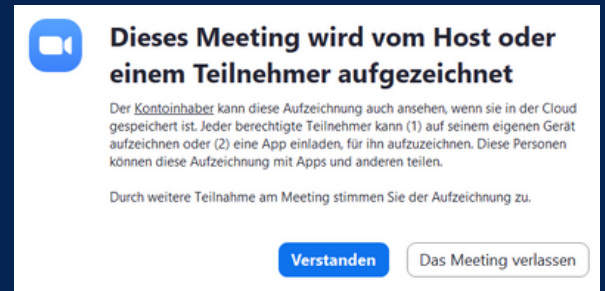 Dieses Meeting wird vom Host oder
einem Teilnehmer aufgezeichnet
Der Kontoinhaber kann diese Aufzeichnung auch ansehen, wenn sie in der Cloud
gespeichert ist. Jeder berechtigte Teilnehmer kann (1) auf seinem eigenen Gerät
aufzeichnen oder (2) eine App einladen, für ihn aufzuzeichnen. Diese Personen
können diese Aufzeichnung mit Apps und anderen teilen.
Durch weitere Teilnahme am Meeting stimmen Sie der Aufzeichnung zu.
Verstanden Das Meeting verlassen